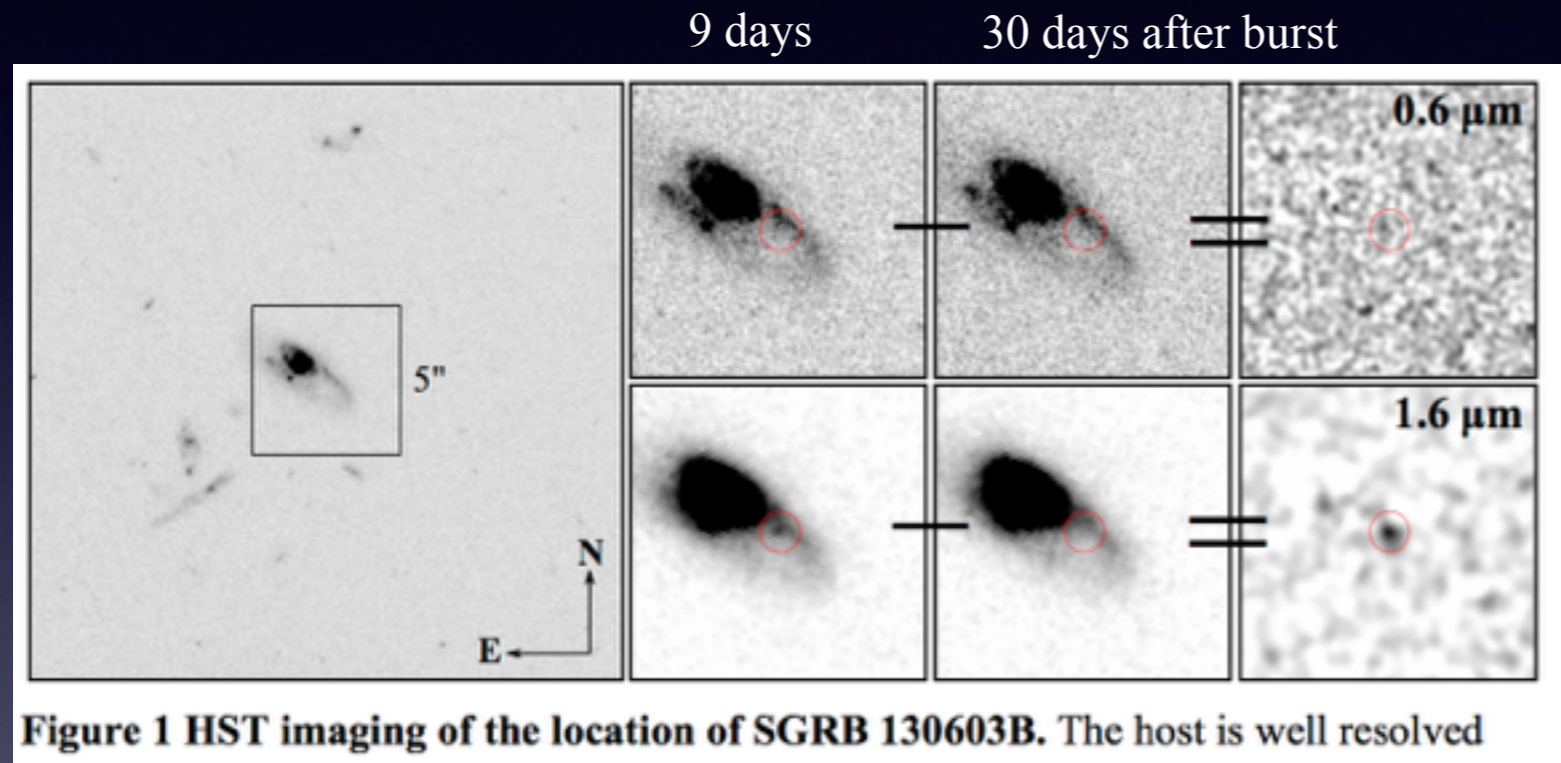 9 days
30 days after burst
0.6 μm
5"
1.6 μm
N
E
Figure 1 HST imaging of the location of SGRB 130603B. The host is well resolved